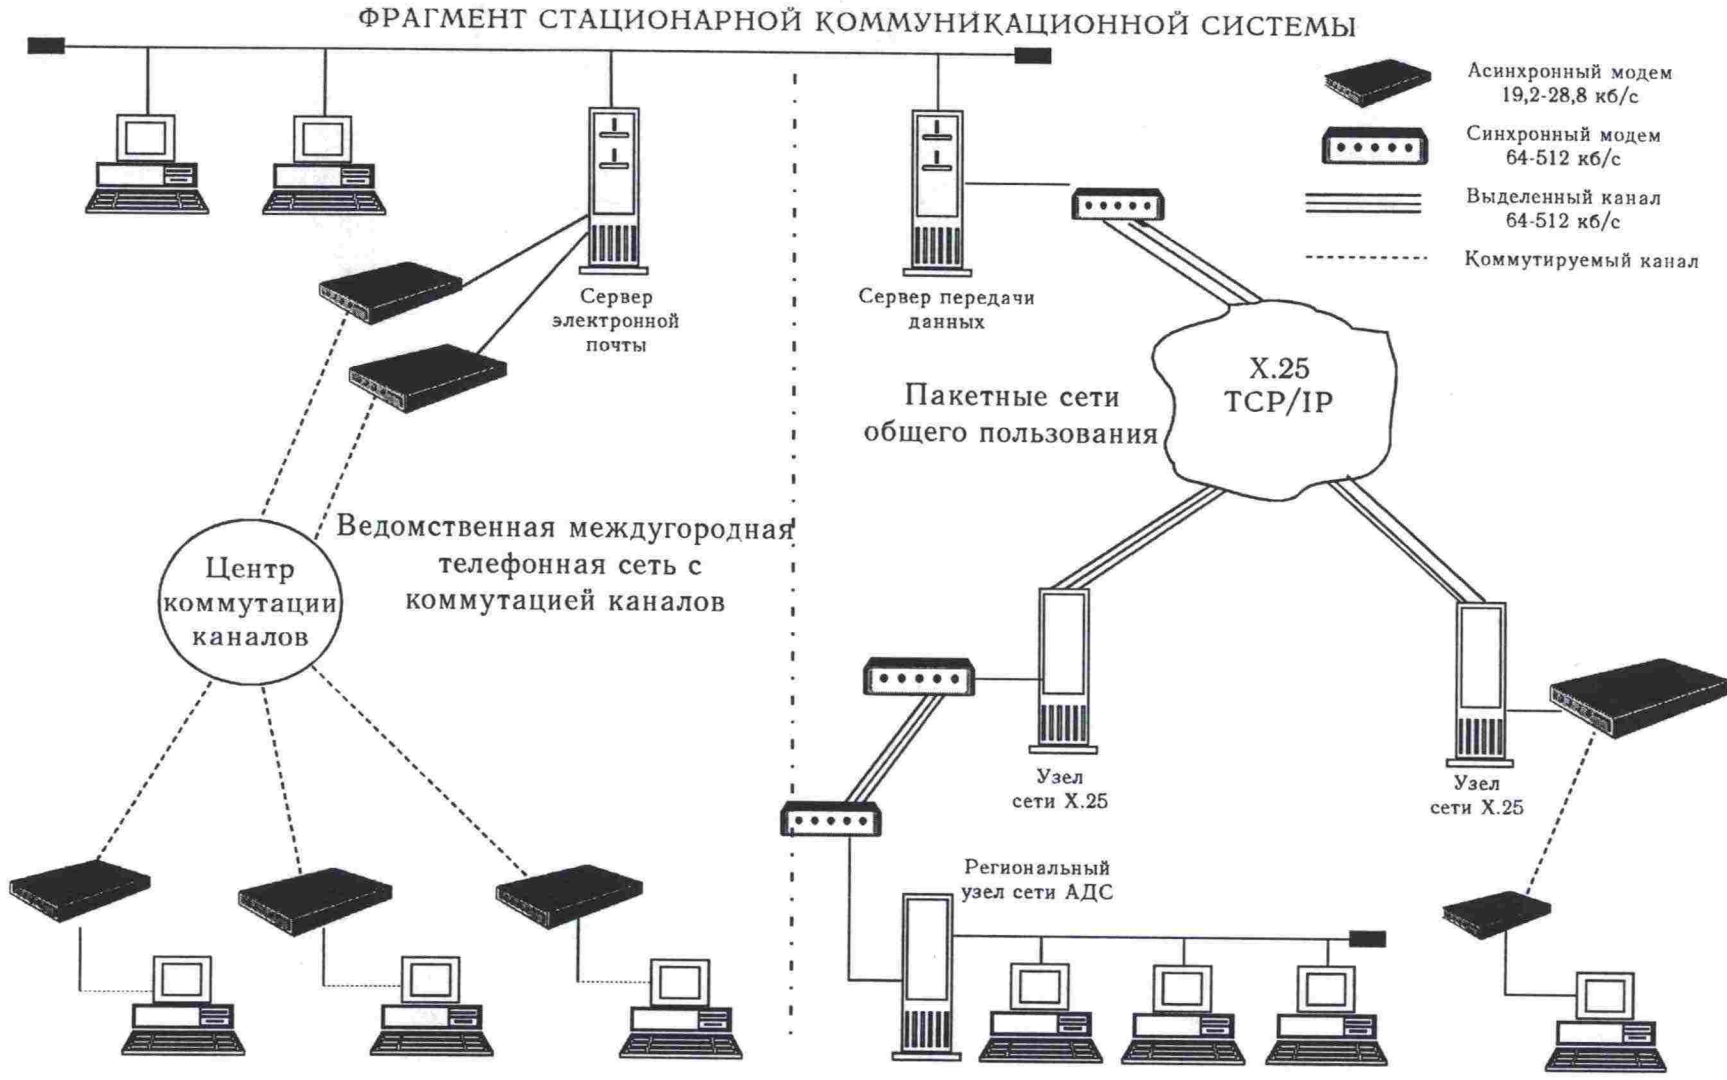 ФРАГМЕНТ СТАЦИОНАРНОЙ КОММУНИКАЦИОННОЙ СИСТЕМЫ
Асинхронный модем
19,2-28,8 кб/с
Синхронный модем
64-512 кб/с
Выделенный канал
64-512 кб/с
Коммутируемый канал
Сервер
электронной
почты
Сервер передачи
данных
X.25
TCP/IP
Пакетные сети
общего пользования
Ведомственная междугородная
телефонная сеть с
коммутацией каналов
Центр
коммутации
каналов
Узел
сети X.25
Узел
сети X.25
Региональный
узел сети АДС